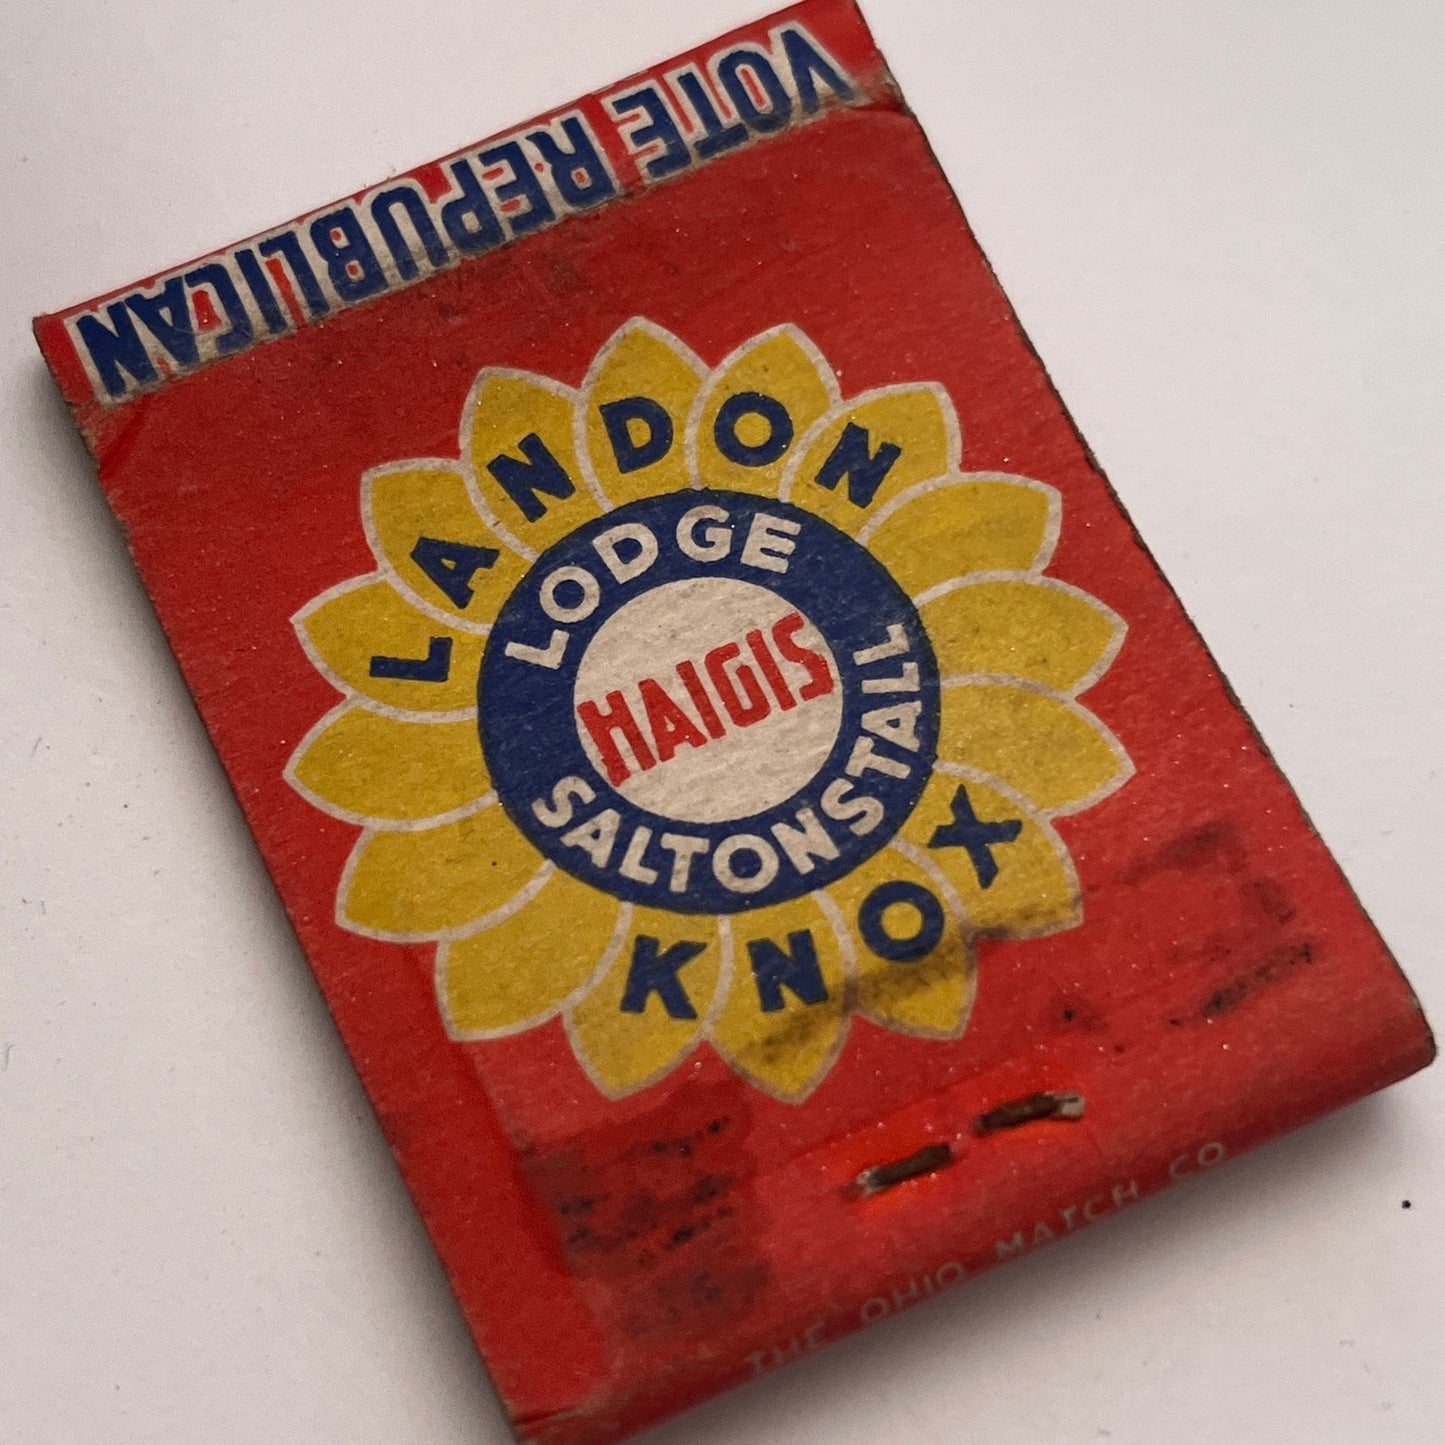 VOTE REPUBLICAN
LANDON
LODGE
HAIGIS
SALTONSTALL
KNOX
THE OHIO MATCH CO